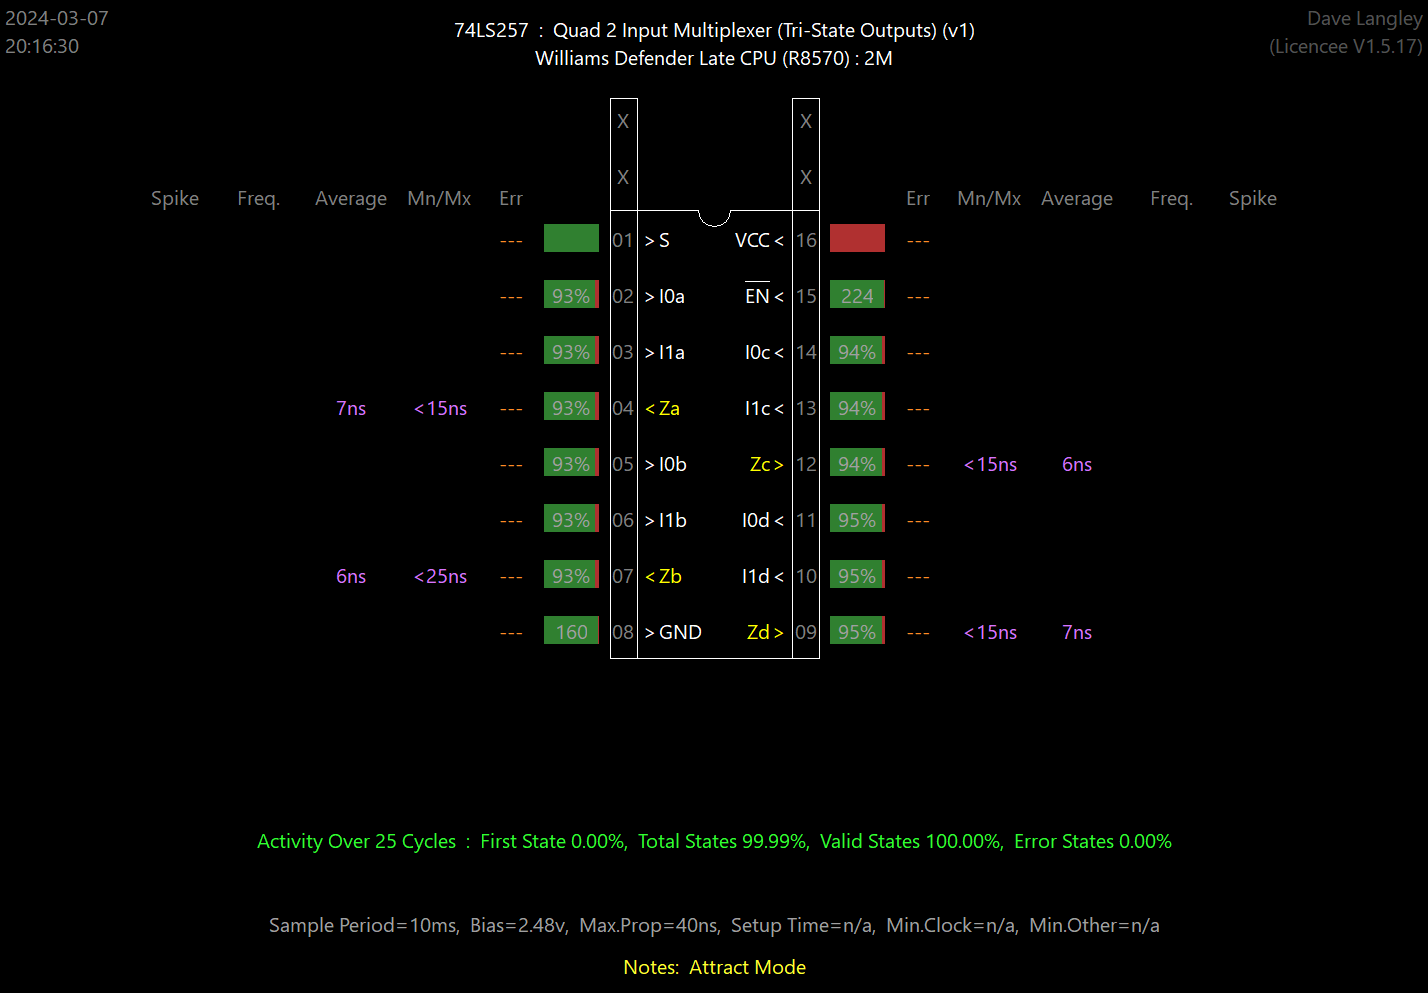 2024-03-07
20:16:30
74LS257 : Quad 2 Input Multiplexer (Tri-State Outputs) (v1)
Williams Defender Late CPU (R8570) : 2M
Dave Langley
(Licencee V1.5.17)
X X
X X
Spike Freq. Average Mn/Mx Err Err Mn/Mx Average Freq. Spike
--- 01 >S VCC< 16 ---
--- 93% 02 >I0a EN< 15 224 ---
--- 93% 03 >I1a I0c< 14 94% ---
7ns <15ns --- 93% 04 <Za I1c< 13 94% ---
--- 93% 05 >I0b Zc> 12 94% --- <15ns 6ns
--- 93% 06 >I1b I0d< 11 95% ---
6ns <25ns --- 93% 07 <Zb I1d< 10 95% ---
--- 160 08 >GND Zd> 09 95% --- <15ns 7ns
Activity Over 25 Cycles : First State 0.00%, Total States 99.99%, Valid States 100.00%, Error States 0.00%
Sample Period=10ms, Bias=2.48v, Max.Prop=40ns, Setup Time=n/a, Min.Clock=n/a, Min.Other=n/a
Notes: Attract Mode